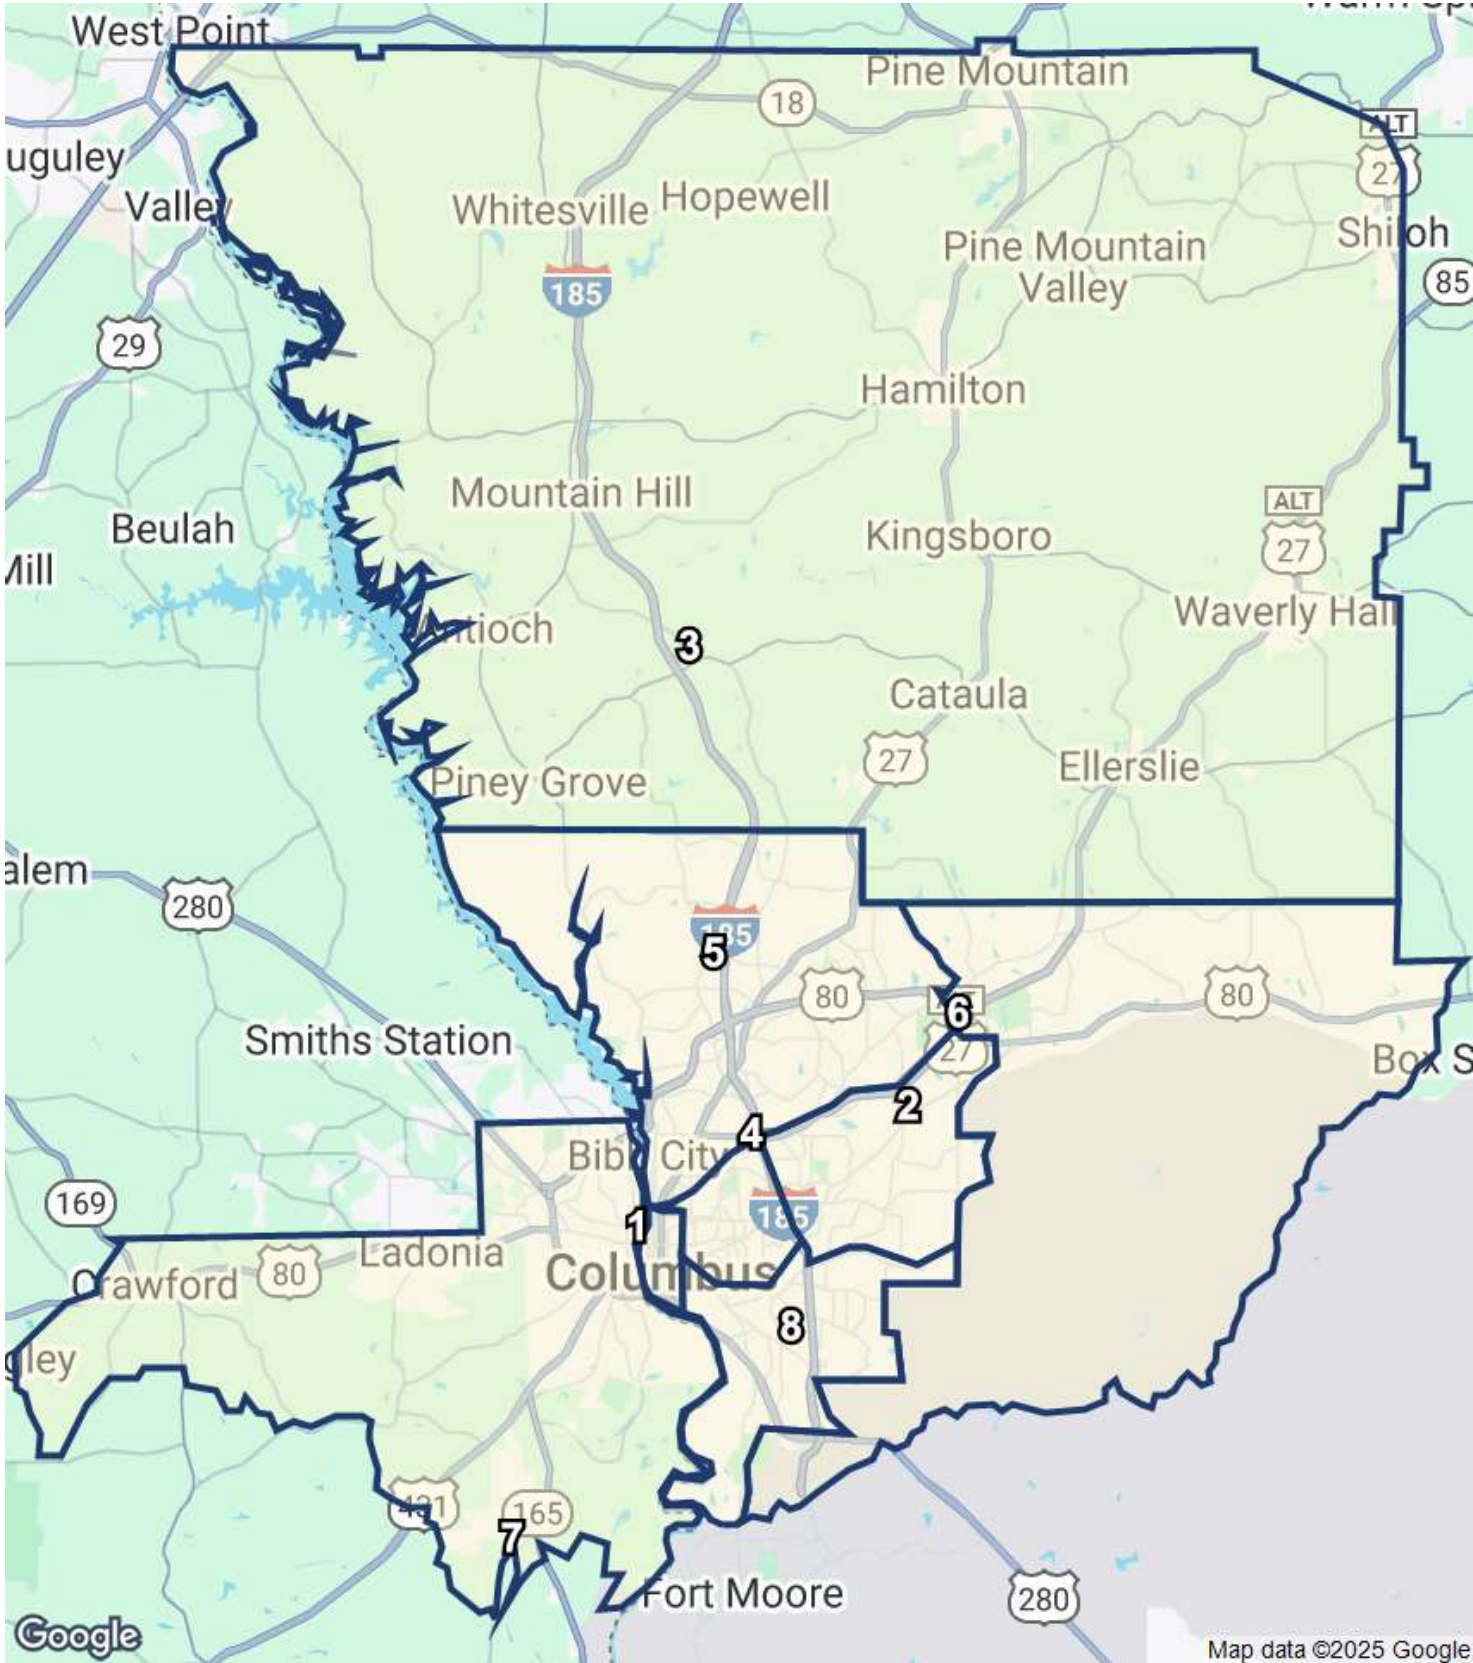 West Point
Pine Mountain
ALT
18
uguley
27
Valley
Whitesville
Hopewell
Shiloh
Pine Mountain
Valley
85
185
29
Hamilton
Mountain Hill
ALT
Beulah
Kingsboro
27
Mill
Waverly Hall
Antioch
3
Cataula
27
Ellerslie
Piney Grove
alem
280
185
5
80
80
6
27
Smiths Station
Box S
2
4
Bibb City
169
185
1
Ladonia
Columbus
Crawford
80
8
gley
431
165
7
Fort Moore
280
Google
Map data ©2025 Google